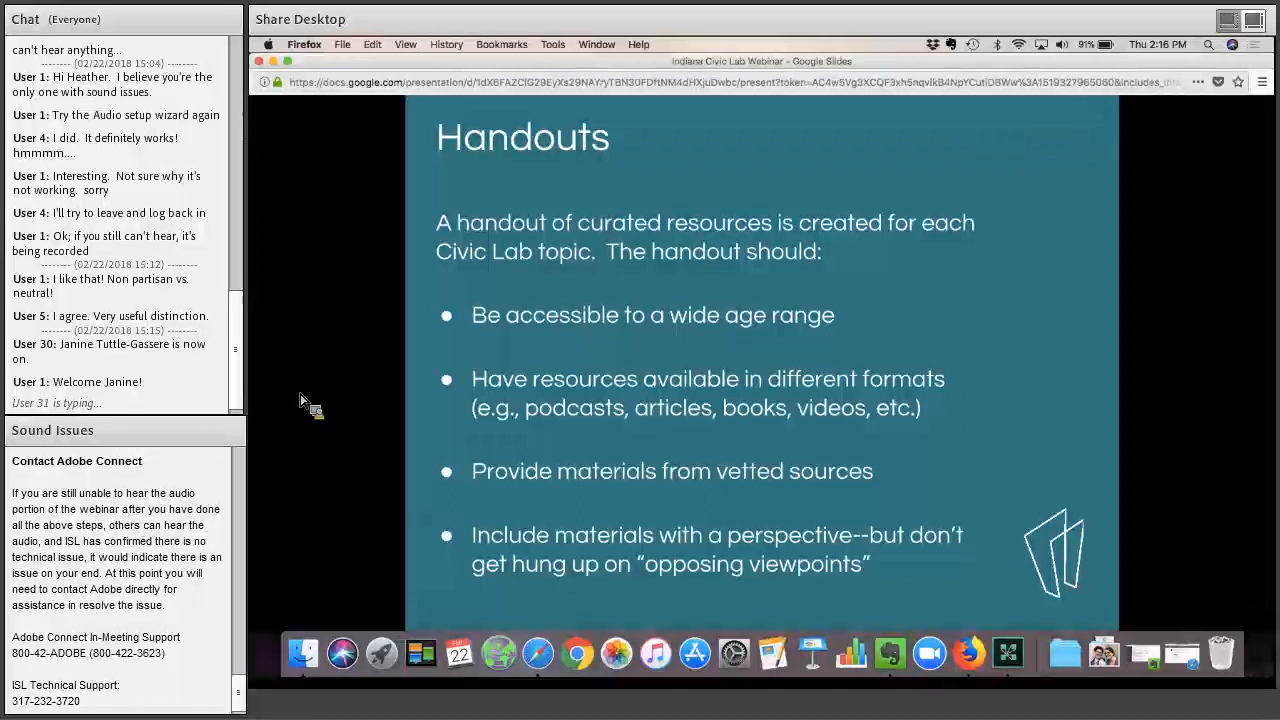 Chat (Everyone)
can't hear anything...
-------- (02/22/2018 15:04) --------
User 1: Hi Heather. I believe you're the
only one with sound issues.
User 1: Try the Audio setup wizard again
User 4: I did. It definitely works!
hmmmm....
User 1: Interesting. Not sure why it's
not working. sorry
User 4: I'll try to leave and log back in
User 1: Ok; if you still can't hear, it's
being recorded
-------- (02/22/2018 15:12) --------
User 1: I like that! Non partisan vs.
neutral!
User 5: I agree. Very useful distinction.
-------- (02/22/2018 15:15) --------
User 30: Janine Tuttle-Gassere is now
on.
User 1: Welcome Janine!
User 31 is typing...
Sound Issues
Contact Adobe Connect
If you are still unable to hear the audio
portion of the webinar after you have done
all the above steps, others can hear the
audio, and ISL has confirmed there is no
technical issue, it would indicate there is an
issue on your end. At this point you will
need to contact Adobe directly for
assistance in resolve the issue.
Adobe Connect In-Meeting Support
800-42-ADOBE (800-422-3623)
ISL Technical Support:
317-232-3720
Share Desktop
Firefox File Edit View History Bookmarks Tools Window Help 91% Thu 2:16 PM
Indiana Civic Lab Webinar - Google Slides
Handouts
A handout of curated resources is created for each
Civic Lab topic. The handout should:
● Be accessible to a wide age range
● Have resources available in different formats
(e.g., podcasts, articles, books, videos, etc.)
● Provide materials from vetted sources
● Include materials with a perspective--but don't
get hung up on “opposing viewpoints”
22